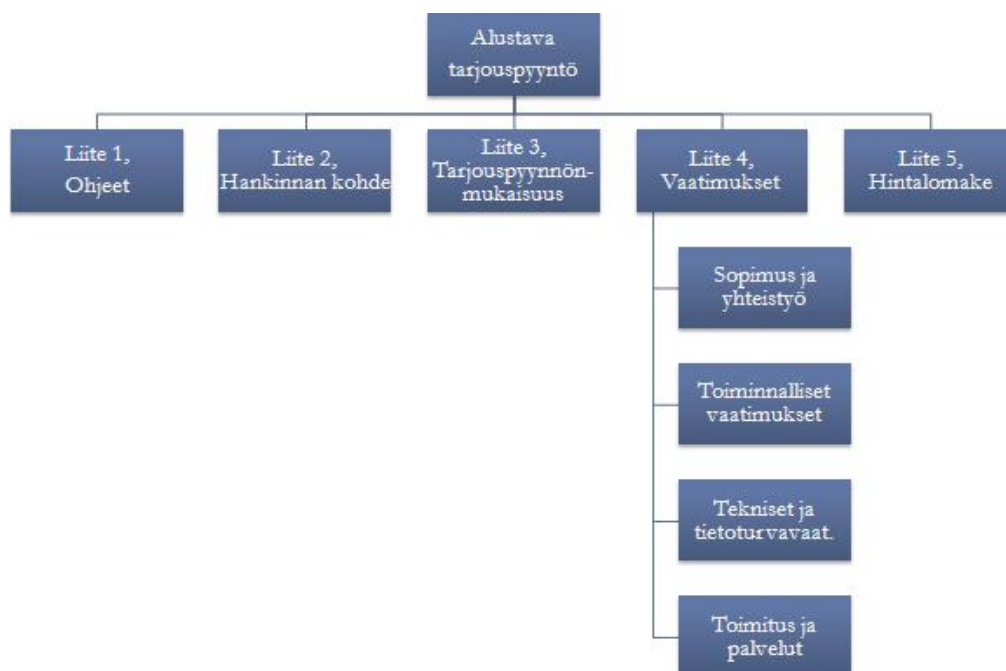 Alustava
tarjouspyyntö
Liite 1,
Ohjeet
Liite 2,
Hankinnan kohde
Liite 3,
Tarjouspyynnön-
mukaisuus
Liite 4,
Vaatimukset
Liite 5,
Hintalomake
Sopimus ja
yhteistyö
Toiminnalliset
vaatimukset
Tekniset ja
tietoturvavaat.
Toimitus ja
palvelut